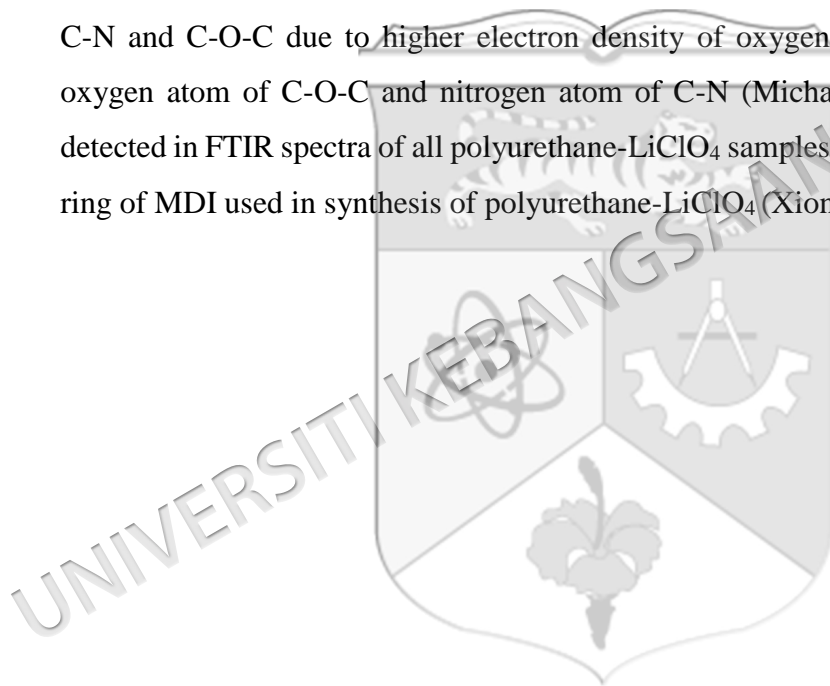 C-N and C-O-C due to higher electron density of oxygen
oxygen atom of C-O-C and nitrogen atom of C-N (Micha
detected in FTIR spectra of all polyurethane-LiClO₄ samples
ring of MDI used in synthesis of polyurethane-LiClO₄ (Xion
UNIVERSITI KEBANGSAAN